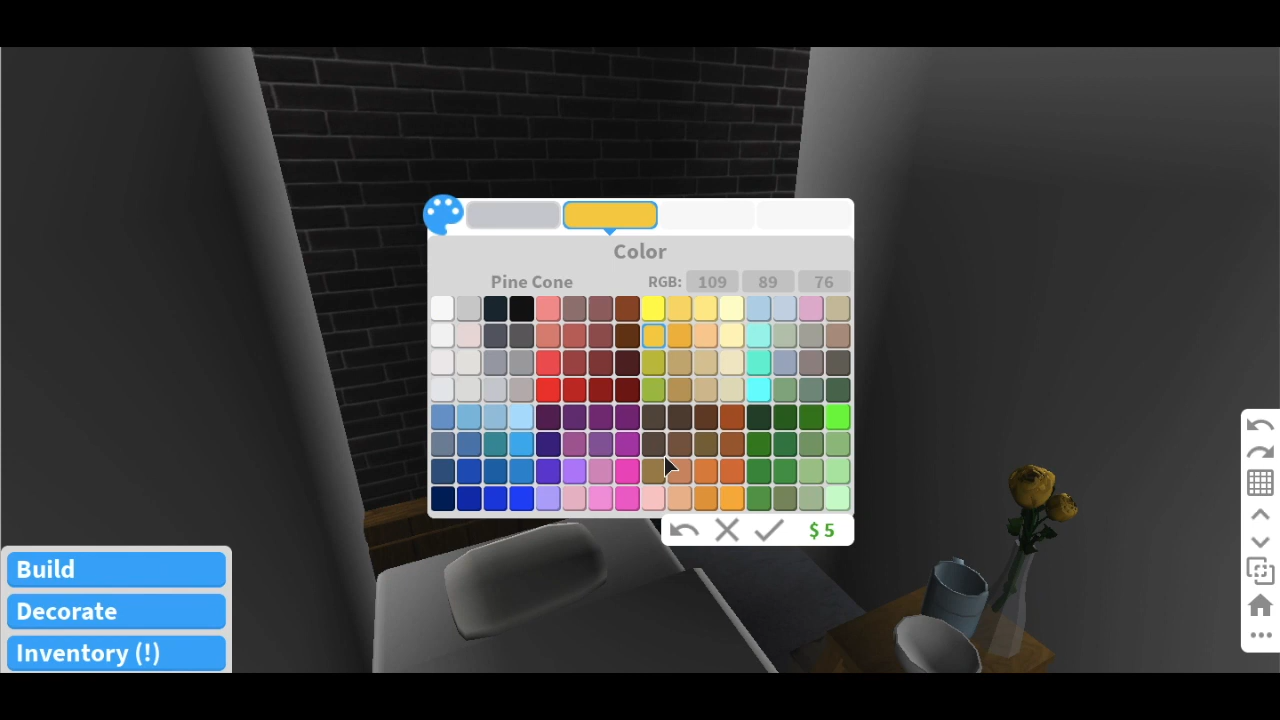 Color
Pine Cone RGB: 109 89 76
$ 5
Build
Decorate
Inventory (!)